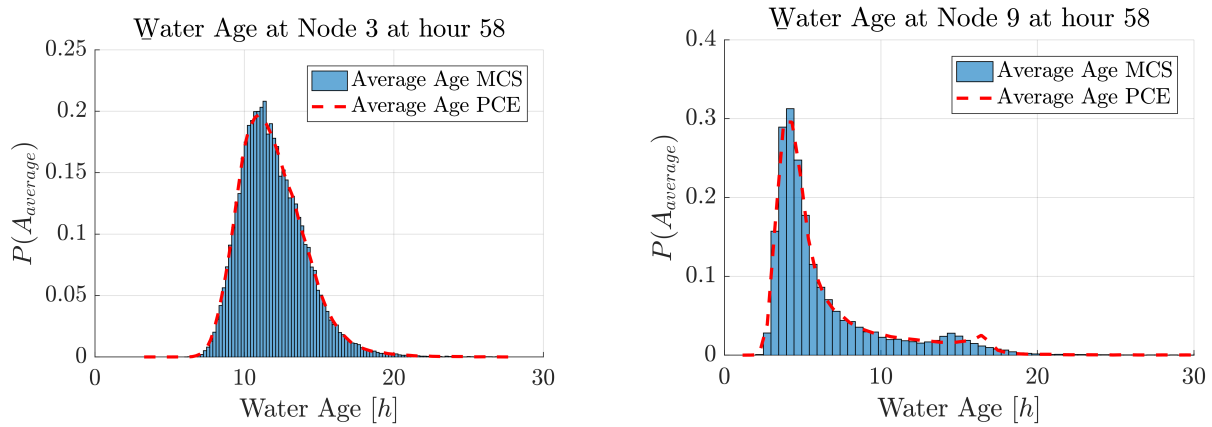 Water Age at Node 3 at hour 58
0.25
0.2
0.15
0.1
0.05
0
P(A_average)
Average Age MCS
Average Age PCE
0 10 20 30
Water Age [h]
Water Age at Node 9 at hour 58
0.4
0.3
0.2
0.1
0
P(A_average)
Average Age MCS
Average Age PCE
0 10 20 30
Water Age [h]